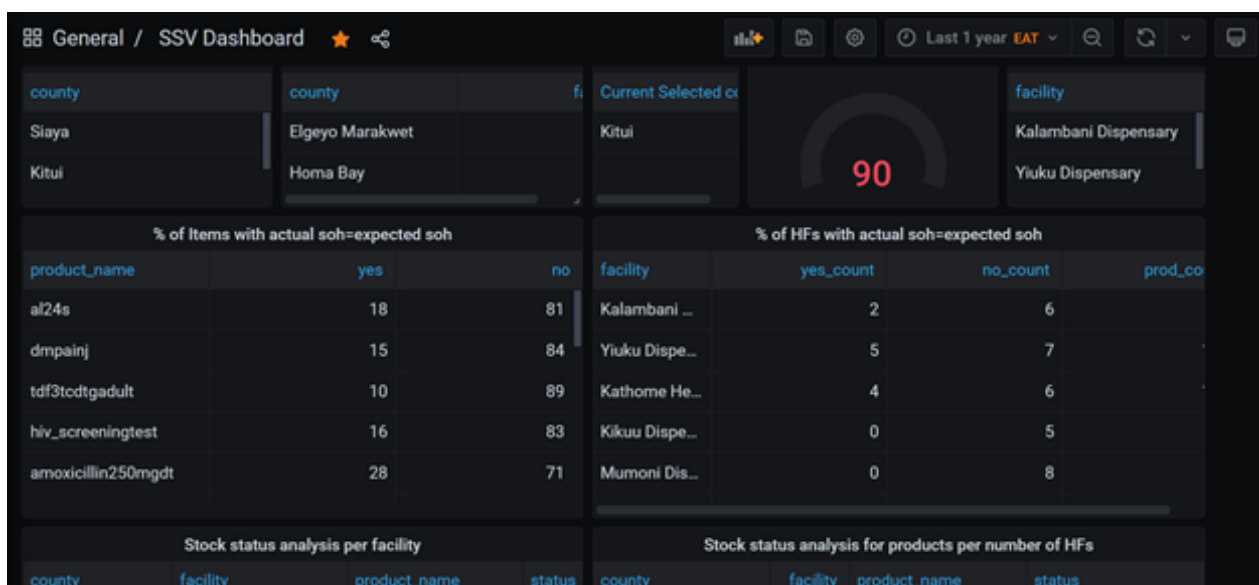 General / SSV Dashboard Last 1 year EAT
county county Current Selected facility
Siaya Elgeyo Marakwet Kitui Kalambani Dispensary
Kitui Homa Bay 90 Yiuku Dispensary
% of Items with actual soh=expected soh
product_name yes no
al24s 18 81
dmpainj 15 84
tdf3tcdtgadult 10 89
hiv_screeningtest 16 83
amoxicillin250mgdt 28 71
% of HFs with actual soh=expected soh
facility yes_count no_count prod_co
Kalambani ... 2 6
Yiuku Dispe... 5 7
Kathome He... 4 6
Kikuu Dispe... 0 5
Mumoni Dis... 0 8
Stock status analysis per facility
county facility product_name status
Stock status analysis for products per number of HFs
county facility product_name status